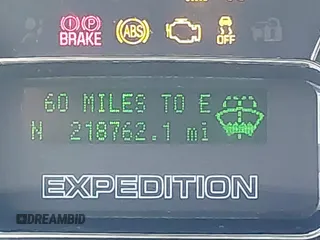 BRAKE
ABS
OFF
60 MILES TO E
N 218762.1 mi
EXPEDITION
DREAMBID